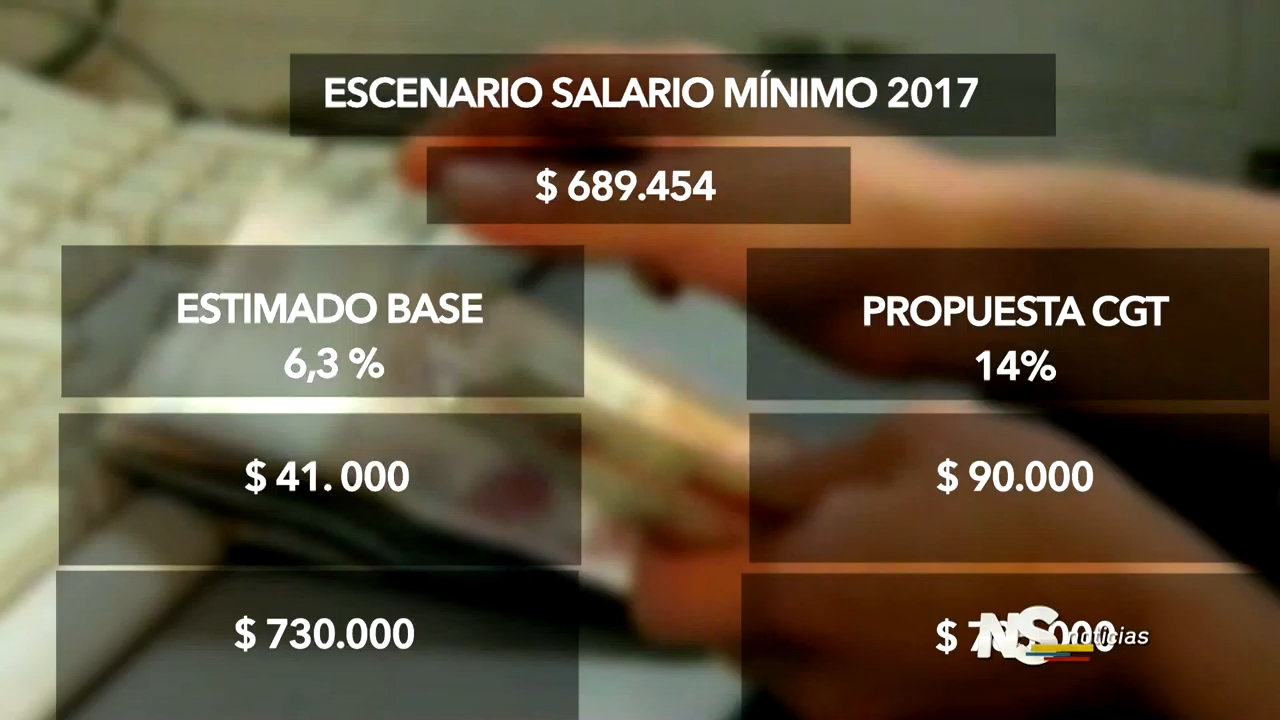 ESCENARIO SALARIO MÍNIMO 2017
$ 689.454
ESTIMADO BASE
6,3 %
PROPUESTA CGT
14%
$ 41. 000
$ 90.000
$ 730.000
NS noticias